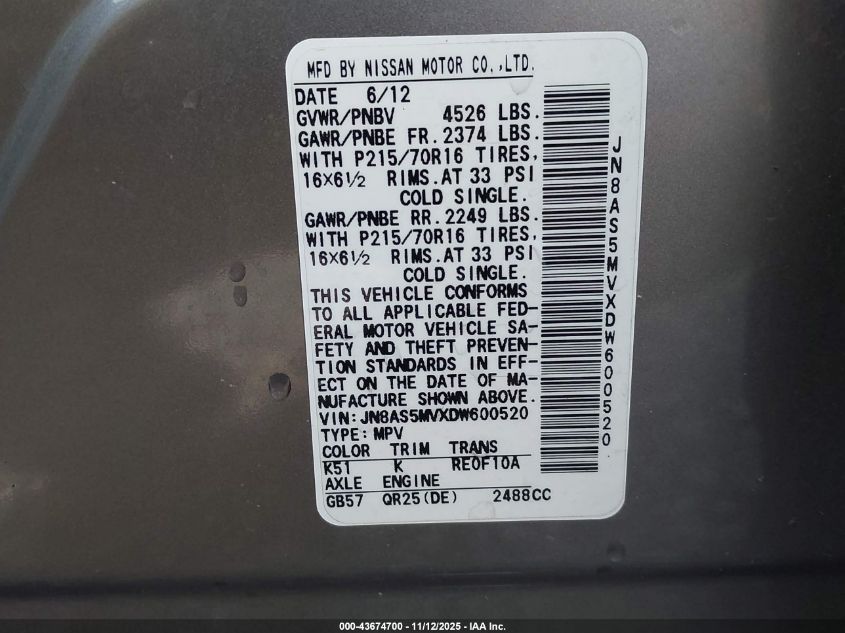 MFD BY NISSAN MOTOR CO.,LTD.
DATE 6/12
GVWR/PNBV 4526 LBS.
GAWR/PNBE FR. 2374 LBS.
WITH P215/70R16 TIRES,
16×6½ RIMS.AT 33 PSI
COLD SINGLE.
GAWR/PNBE RR. 2249 LBS.
WITH P215/70R16 TIRES,
16×6½ RIMS.AT 33 PSI
COLD SINGLE.
THIS VEHICLE CONFORMS
TO ALL APPLICABLE FED-
ERAL MOTOR VEHICLE SA-
FETY AND THEFT PREVEN-
TION STANDARDS IN EFF-
ECT ON THE DATE OF MA-
NUFACTURE SHOWN ABOVE.
VIN: JN8AS5MVXDW600520
TYPE: MPV
COLOR TRIM TRANS
K51 K RE0F10A
AXLE ENGINE
GB57 QR25(DE) 2488CC
JN8AS5MVXDW600520
000-43674700 - 11/12/2025 - IAA Inc.